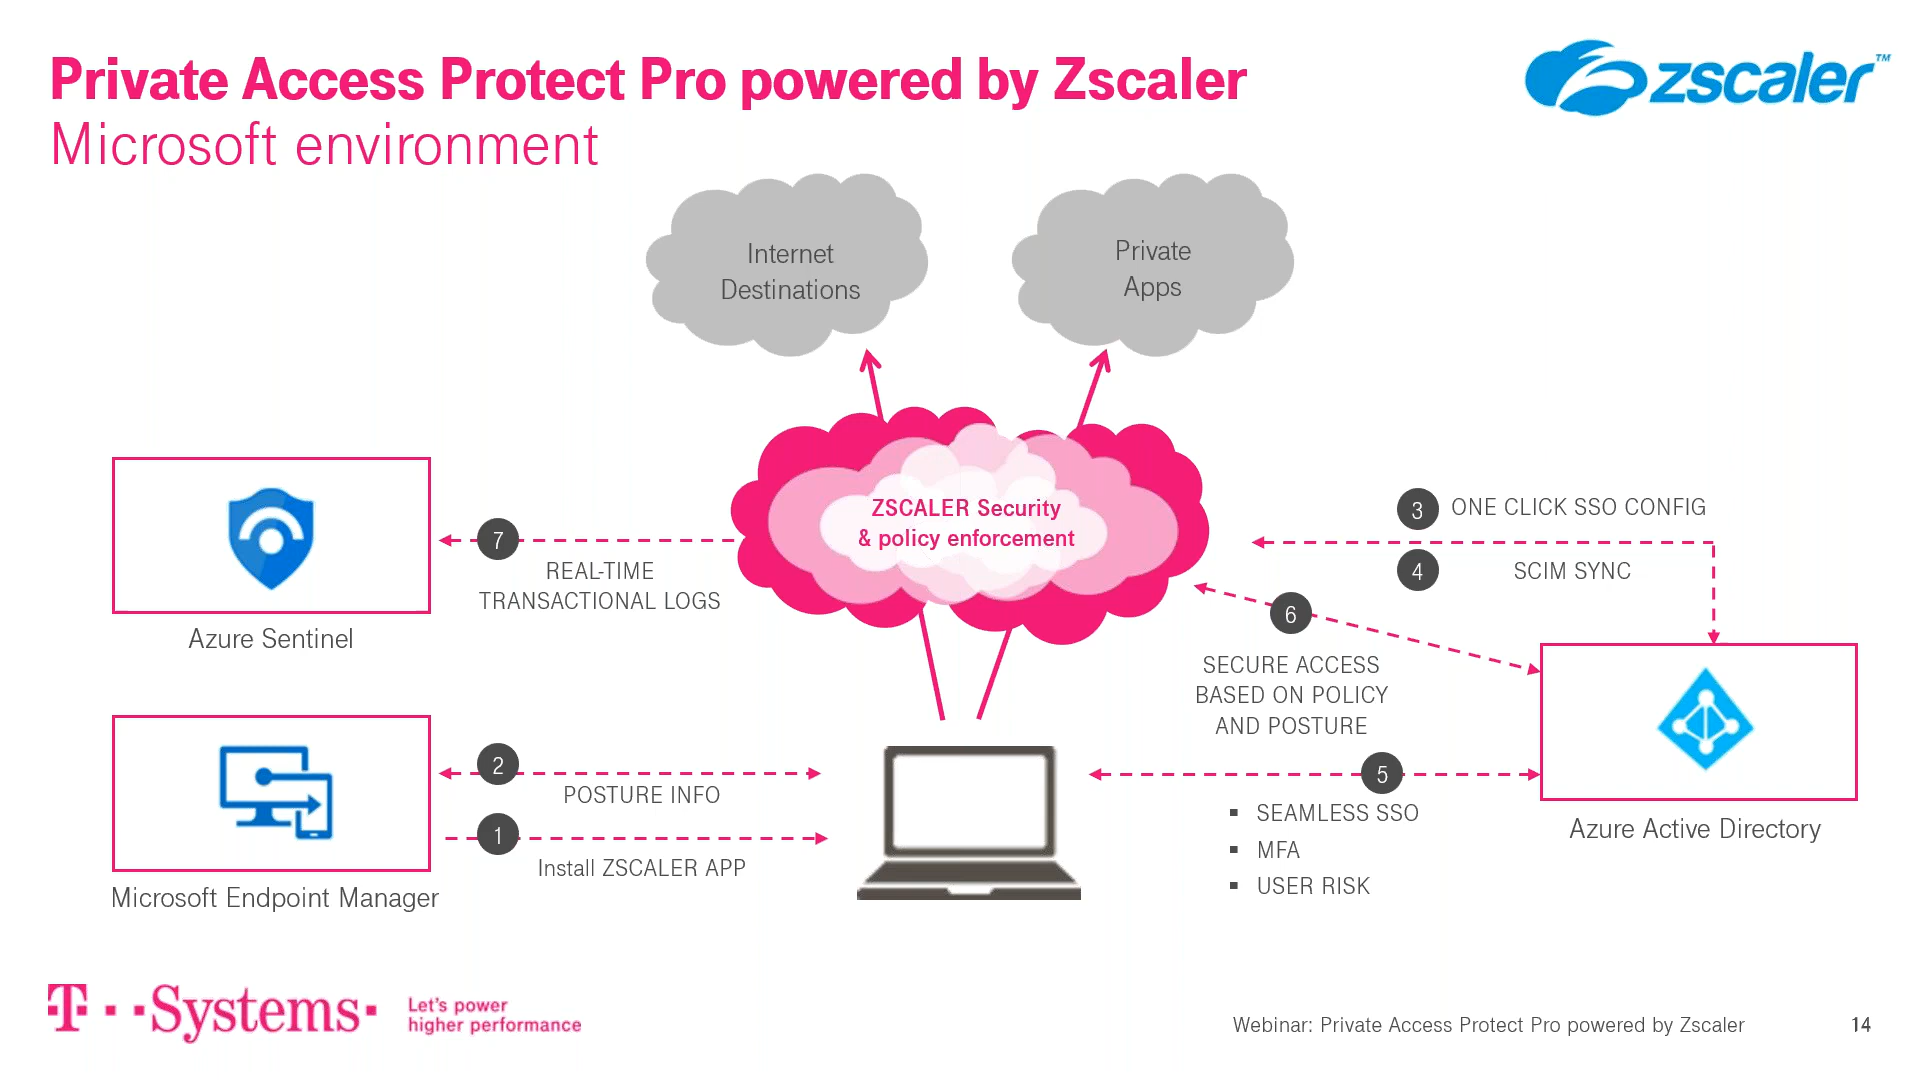 Private Access Protect Pro powered by Zscaler
Microsoft environment
zscaler™
Internet
Destinations
Private
Apps
ZSCALER Security
& policy enforcement
3 ONE CLICK SSO CONFIG
4 SCIM SYNC
7
REAL-TIME
TRANSACTIONAL LOGS
Azure Sentinel
6
SECURE ACCESS
BASED ON POLICY
AND POSTURE
2
POSTURE INFO
1
Install ZSCALER APP
Microsoft Endpoint Manager
5
▪ SEAMLESS SSO
▪ MFA
▪ USER RISK
Azure Active Directory
T··Systems·
Let's power
higher performance
Webinar: Private Access Protect Pro powered by Zscaler
14